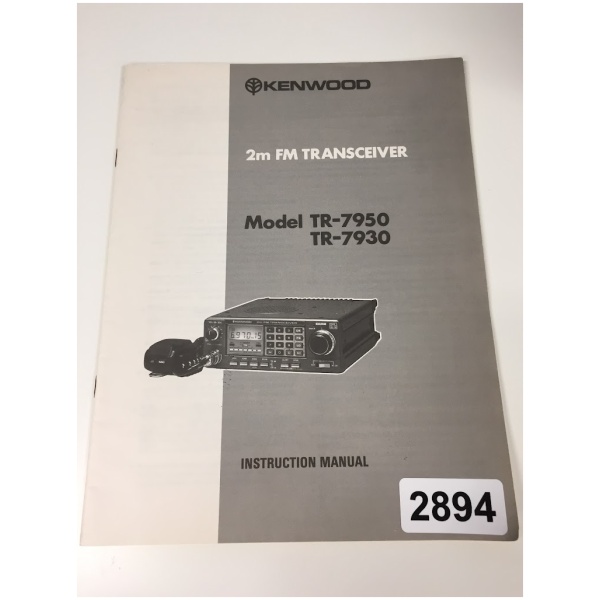 KENWOOD
2m FM TRANSCEIVER
Model TR-7950
TR-7930
INSTRUCTION MANUAL
2894